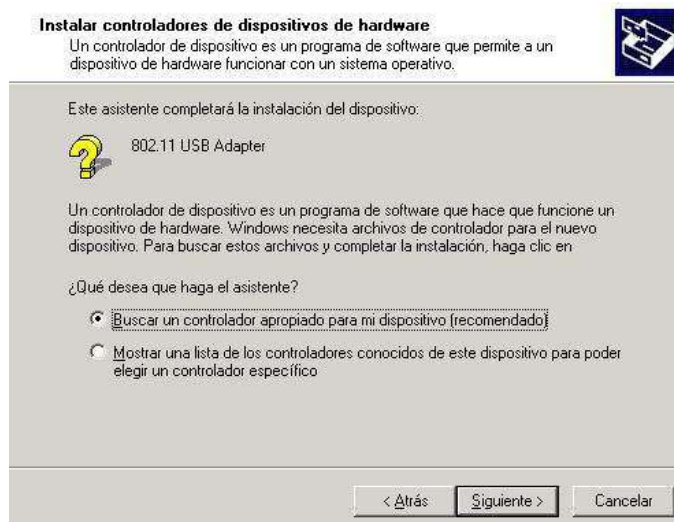 Instalar controladores de dispositivos de hardware
Un controlador de dispositivo es un programa de software que permite a un
dispositivo de hardware funcionar con un sistema operativo.
Este asistente completará la instalación del dispositivo:
802.11 USB Adapter
Un controlador de dispositivo es un programa de software que hace que funcione un
dispositivo de hardware. Windows necesita archivos de controlador para el nuevo
dispositivo. Para buscar estos archivos y completar la instalación, haga clic en
¿Qué desea que haga el asistente?
Buscar un controlador apropiado para mi dispositivo (recomendado)
Mostrar una lista de los controladores conocidos de este dispositivo para poder
elegir un controlador específico
< Atrás Siguiente > Cancelar